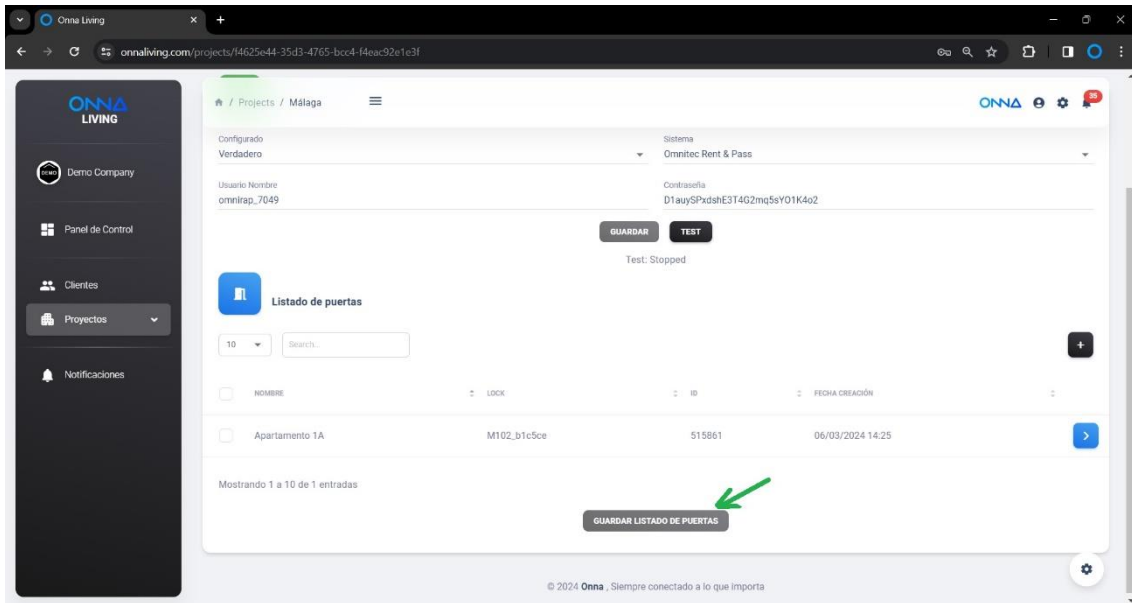 Onna Living
onnaliving.com/projects/f4625e44-35d3-4765-bcc4-f4eac92e1e3f
ONNA
LIVING
DEMO
Demo Company
Panel de Control
Clientes
Proyectos
Notificaciones
/ Projects / Málaga
ONNA
35
Configurado
Verdadero
Sistema
Omnitec Rent & Pass
Usuario Nombre
omnirap_7049
Contraseña
D1auySPxdshE3T4G2mq5sYO1K4o2
GUARDAR
TEST
Test: Stopped
Listado de puertas
10
Search...
+
NOMBRE LOCK ID FECHA CREACIÓN
Apartamento 1A M102_b1c5ce 515861 06/03/2024 14:25
Mostrando 1 a 10 de 1 entradas
GUARDAR LISTADO DE PUERTAS
© 2024 Onna , Siempre conectado a lo que importa